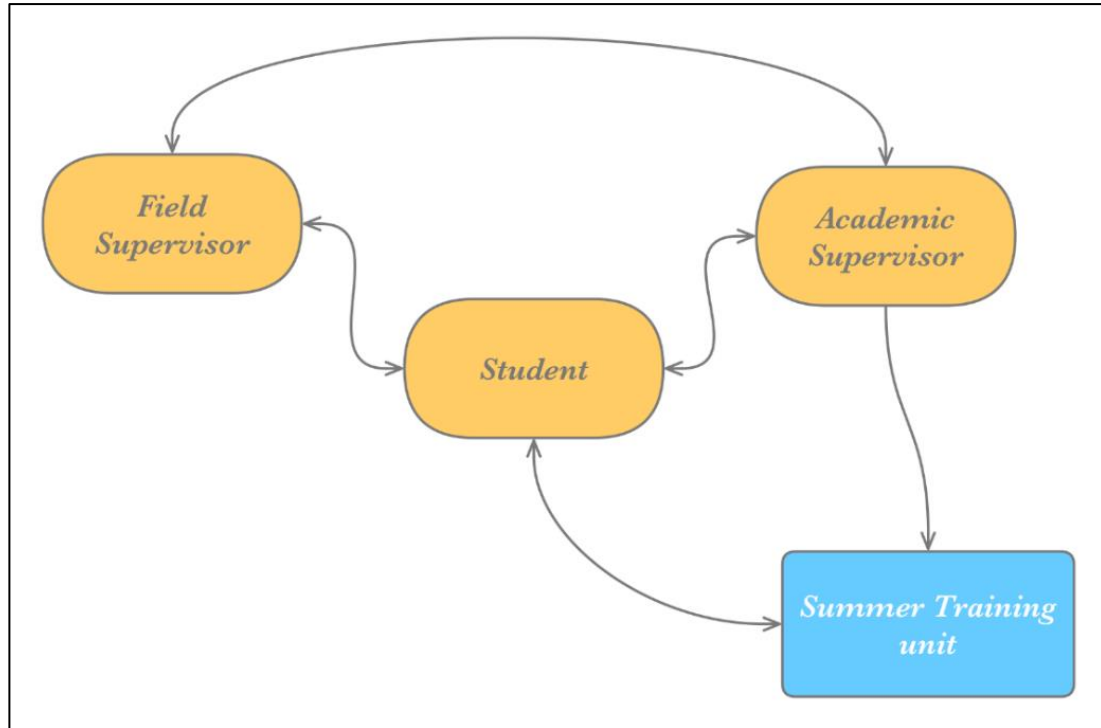 Field
Supervisor
Academic
Supervisor
Student
Summer Training
unit